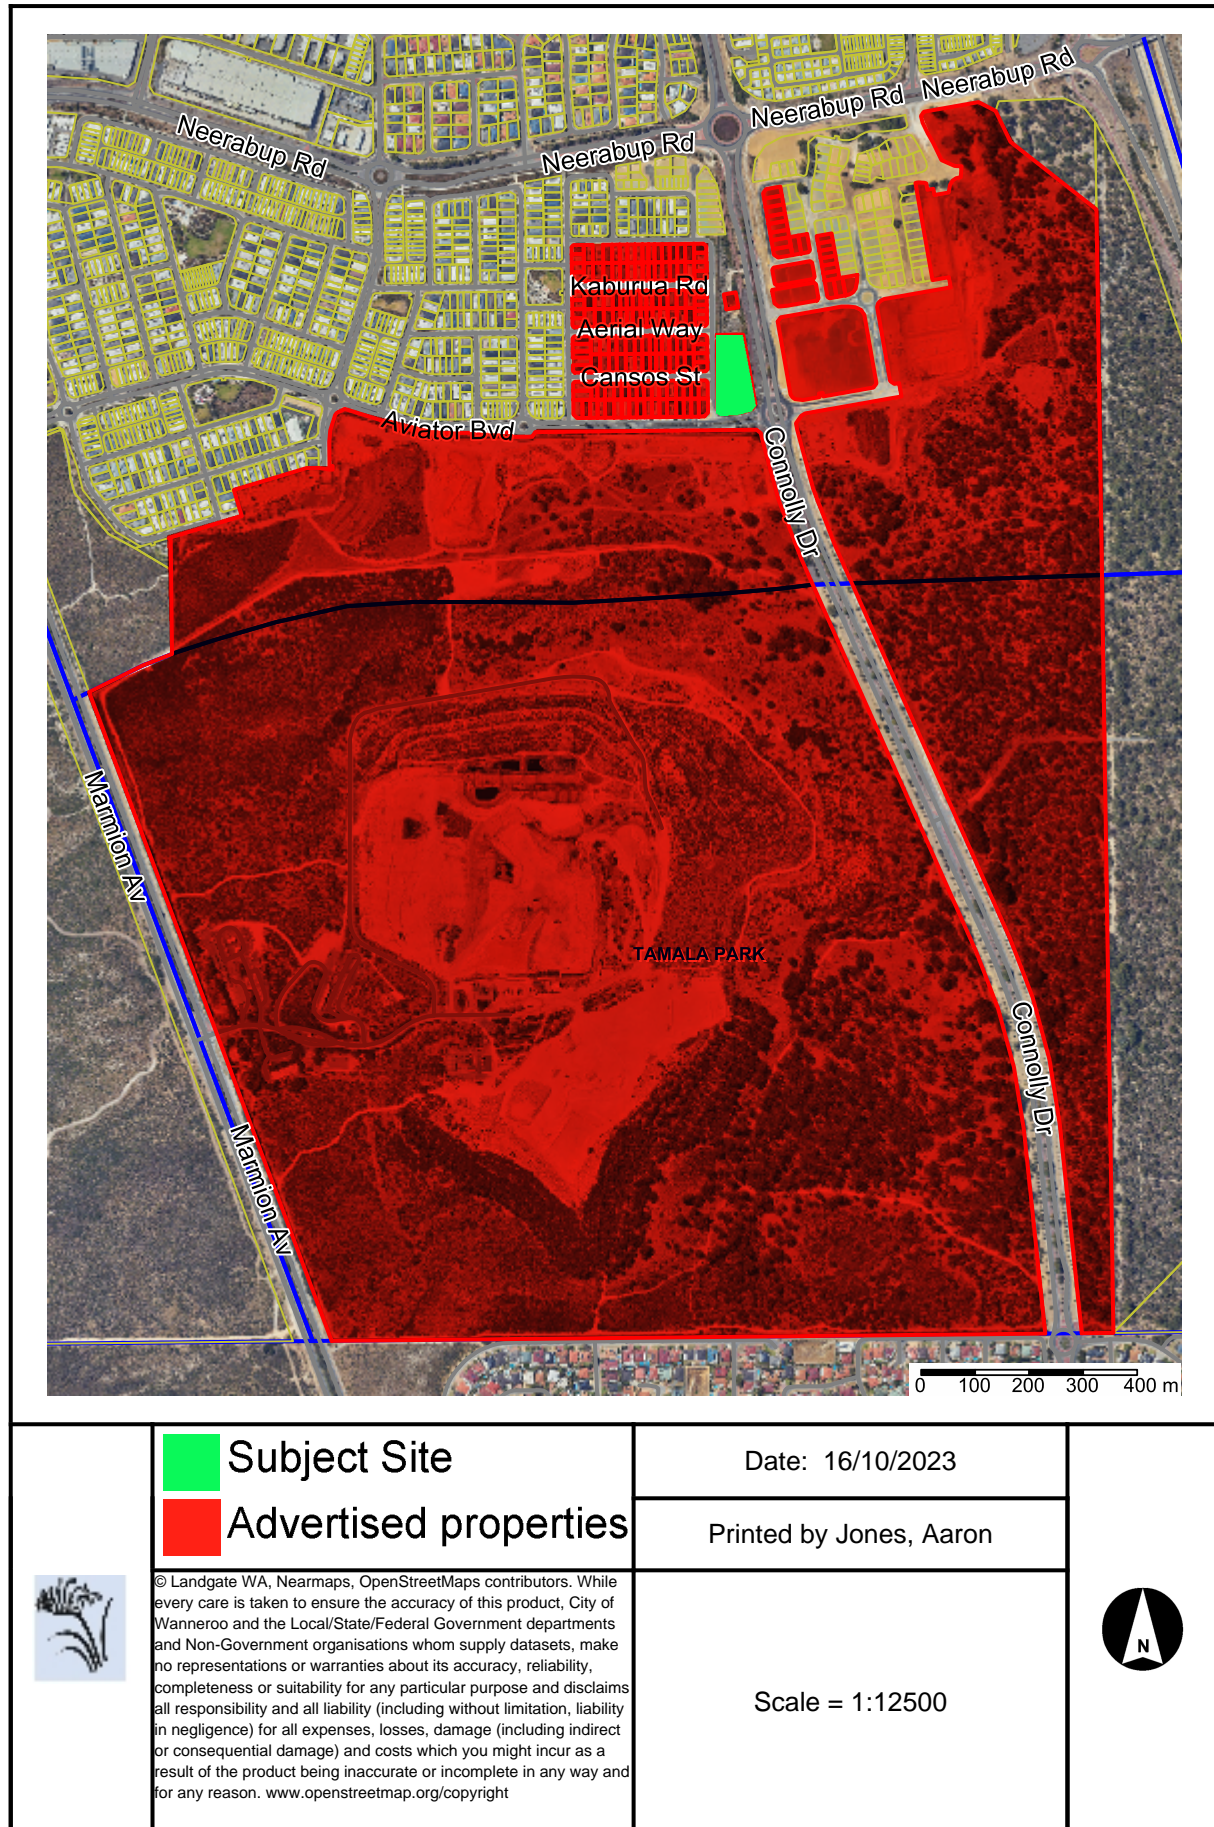 Neerabup Rd
Neerabup Rd
Neerabup Rd
Neerabup Rd
Kaburua Rd
Aerial Way
Cansos St
Aviator Bvd
Connolly Dr
Marmion Av
TAMALA PARK
Connolly Dr
Marmion Av
0 100 200 300 400 m
Subject Site
Advertised properties
Date: 16/10/2023
Printed by Jones, Aaron
© Landgate WA, Nearmaps, OpenStreetMaps contributors. While
every care is taken to ensure the accuracy of this product, City of
Wanneroo and the Local/State/Federal Government departments
and Non-Government organisations whom supply datasets, make
no representations or warranties about its accuracy, reliability,
completeness or suitability for any particular purpose and disclaims
all responsibility and all liability (including without limitation, liability
in negligence) for all expenses, losses, damage (including indirect
or consequential damage) and costs which you might incur as a
result of the product being inaccurate or incomplete in any way and
for any reason. www.openstreetmap.org/copyright
Scale = 1:12500
N